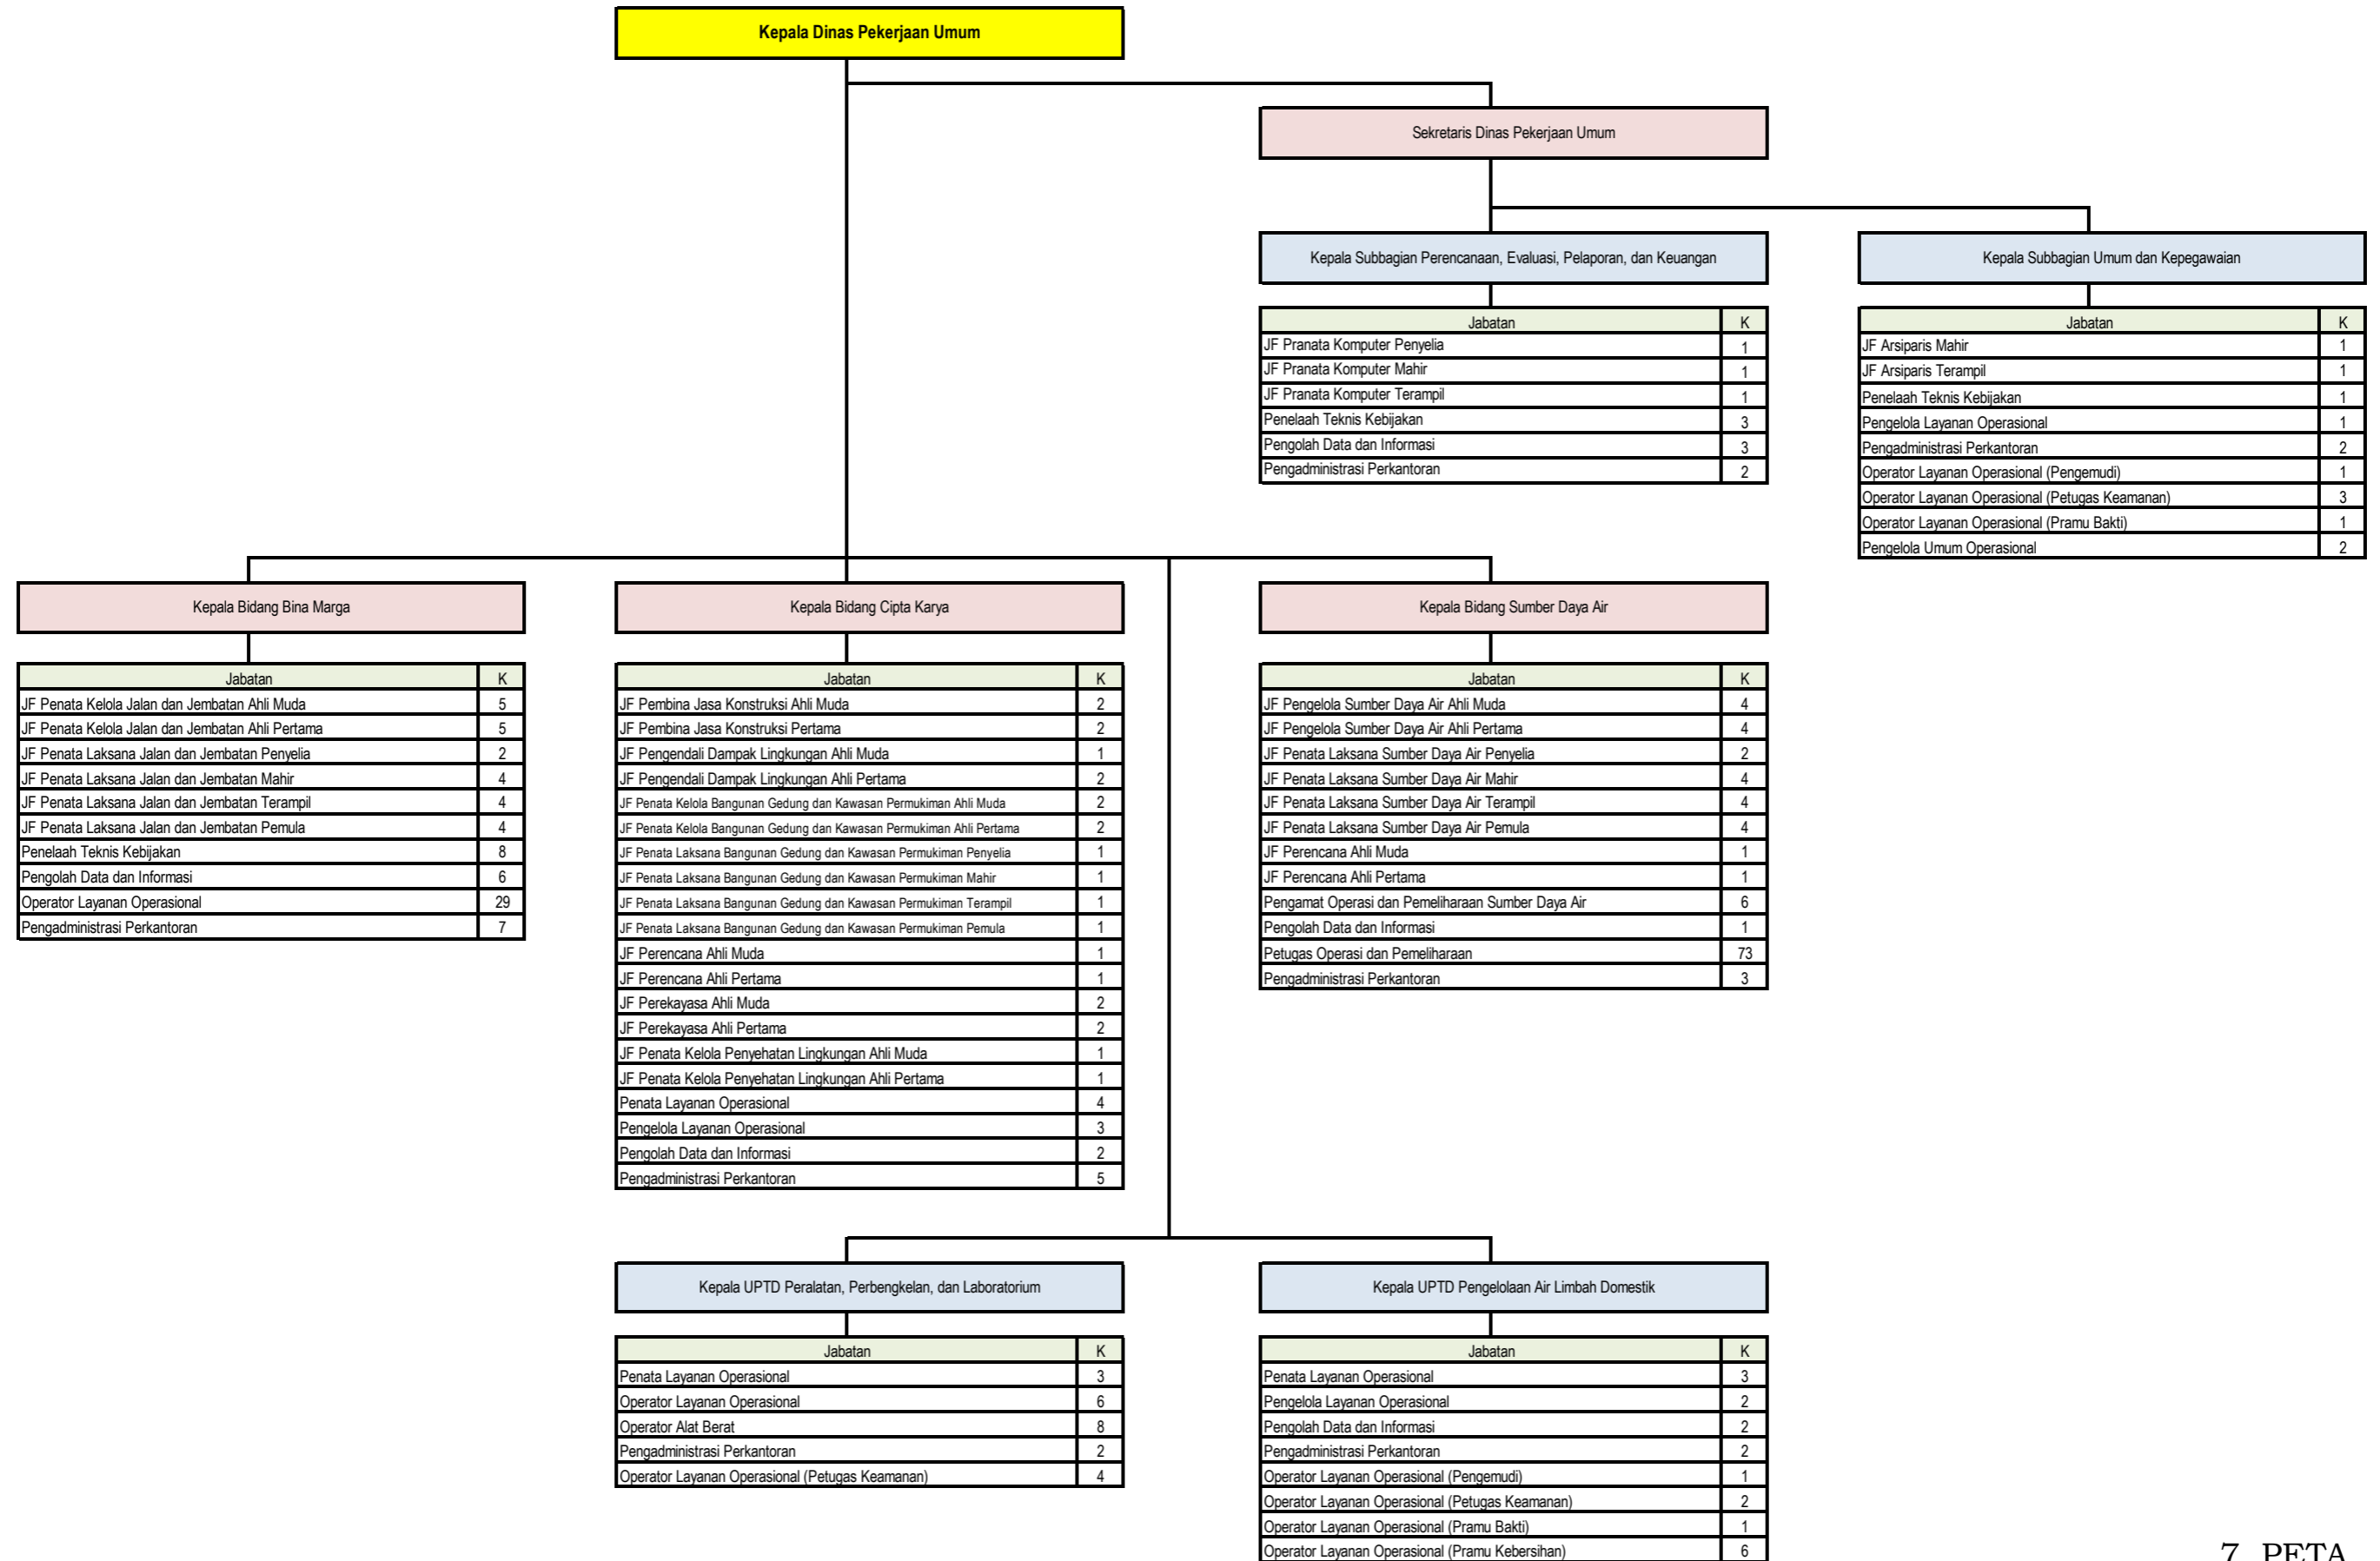 Kepala Dinas Pekerjaan Umum
Sekretaris Dinas Pekerjaan Umum
Kepala Subbagian Perencanaan, Evaluasi, Pelaporan, dan Keuangan
Jabatan K
JF Pranata Komputer Penyelia 1
JF Pranata Komputer Mahir 1
JF Pranata Komputer Terampil 1
Penelaah Teknis Kebijakan 3
Pengolah Data dan Informasi 3
Pengadministrasi Perkantoran 2
Kepala Subbagian Umum dan Kepegawaian
Jabatan K
JF Arsiparis Mahir 1
JF Arsiparis Terampil 1
Penelaah Teknis Kebijakan 1
Pengelola Layanan Operasional 1
Pengadministrasi Perkantoran 2
Operator Layanan Operasional (Pengemudi) 1
Operator Layanan Operasional (Petugas Keamanan) 3
Operator Layanan Operasional (Pramu Bakti) 1
Pengelola Umum Operasional 2
Kepala Bidang Bina Marga
Jabatan K
JF Penata Kelola Jalan dan Jembatan Ahli Muda 5
JF Penata Kelola Jalan dan Jembatan Ahli Pertama 5
JF Penata Laksana Jalan dan Jembatan Penyelia 2
JF Penata Laksana Jalan dan Jembatan Mahir 4
JF Penata Laksana Jalan dan Jembatan Terampil 4
JF Penata Laksana Jalan dan Jembatan Pemula 4
Penelaah Teknis Kebijakan 8
Pengolah Data dan Informasi 6
Operator Layanan Operasional 29
Pengadministrasi Perkantoran 7
Kepala Bidang Cipta Karya
Jabatan K
JF Pembina Jasa Konstruksi Ahli Muda 2
JF Pembina Jasa Konstruksi Pertama 2
JF Pengendali Dampak Lingkungan Ahli Muda 1
JF Pengendali Dampak Lingkungan Ahli Pertama 2
JF Penata Kelola Bangunan Gedung dan Kawasan Permukiman Ahli Muda 2
JF Penata Kelola Bangunan Gedung dan Kawasan Permukiman Ahli Pertama 2
JF Penata Laksana Bangunan Gedung dan Kawasan Permukiman Penyelia 1
JF Penata Laksana Bangunan Gedung dan Kawasan Permukiman Mahir 1
JF Penata Laksana Bangunan Gedung dan Kawasan Permukiman Terampil 1
JF Penata Laksana Bangunan Gedung dan Kawasan Permukiman Pemula 1
JF Perencana Ahli Muda 1
JF Perencana Ahli Pertama 1
JF Perekayasa Ahli Muda 2
JF Perekayasa Ahli Pertama 2
JF Penata Kelola Penyehatan Lingkungan Ahli Muda 1
JF Penata Kelola Penyehatan Lingkungan Ahli Pertama 1
Penata Layanan Operasional 4
Pengelola Layanan Operasional 3
Pengolah Data dan Informasi 2
Pengadministrasi Perkantoran 5
Kepala Bidang Sumber Daya Air
Jabatan K
JF Pengelola Sumber Daya Air Ahli Muda 4
JF Pengelola Sumber Daya Air Ahli Pertama 4
JF Penata Laksana Sumber Daya Air Penyelia 2
JF Penata Laksana Sumber Daya Air Mahir 4
JF Penata Laksana Sumber Daya Air Terampil 4
JF Penata Laksana Sumber Daya Air Pemula 4
JF Perencana Ahli Muda 1
JF Perencana Ahli Pertama 1
Pengamat Operasi dan Pemeliharaan Sumber Daya Air 6
Pengolah Data dan Informasi 1
Petugas Operasi dan Pemeliharaan 73
Pengadministrasi Perkantoran 3
Kepala UPTD Peralatan, Perbengkelan, dan Laboratorium
Jabatan K
Penata Layanan Operasional 3
Operator Layanan Operasional 6
Operator Alat Berat 8
Pengadministrasi Perkantoran 2
Operator Layanan Operasional (Petugas Keamanan) 4
Kepala UPTD Pengelolaan Air Limbah Domestik
Jabatan K
Penata Layanan Operasional 3
Pengelola Layanan Operasional 2
Pengolah Data dan Informasi 2
Pengadministrasi Perkantoran 2
Operator Layanan Operasional (Pengemudi) 1
Operator Layanan Operasional (Petugas Keamanan) 2
Operator Layanan Operasional (Pramu Bakti) 1
Operator Layanan Operasional (Pramu Kebersihan) 6
7. PETA